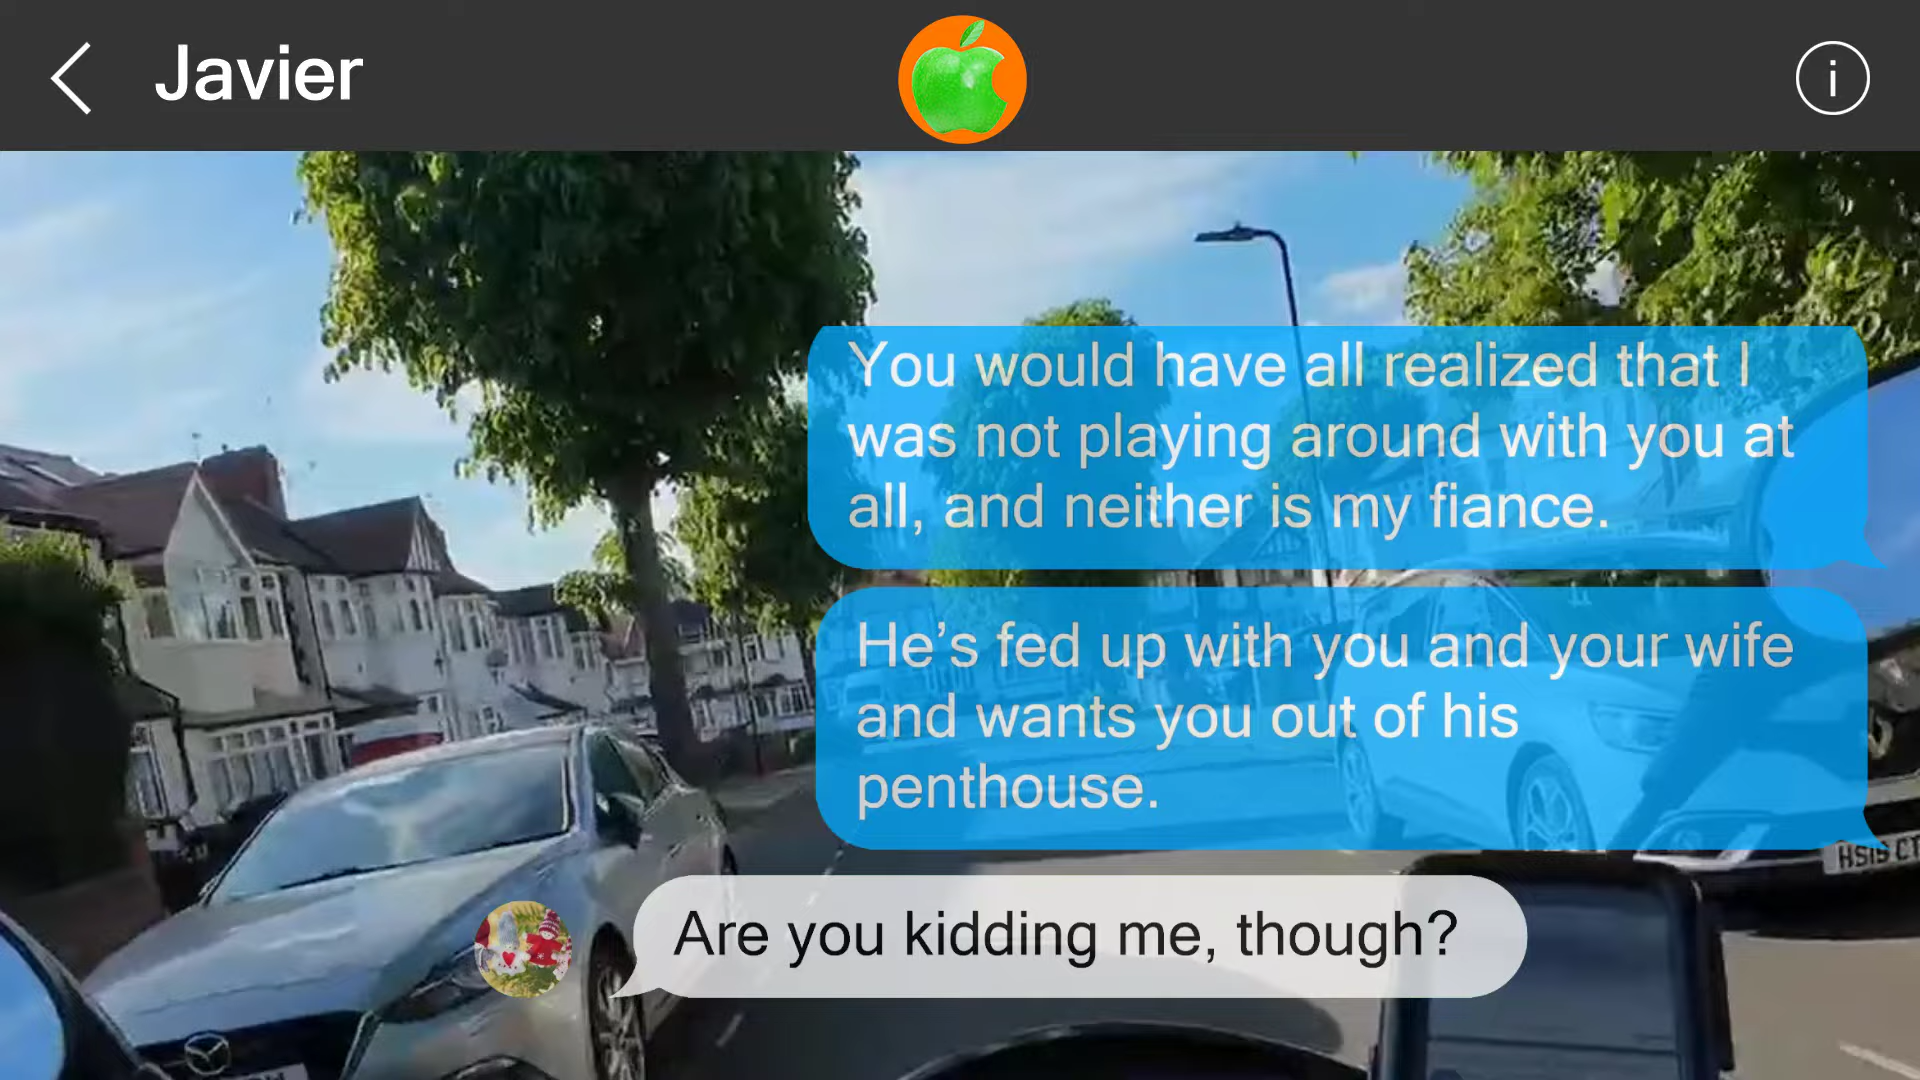 Javier
You would have all realized that I
was not playing around with you at
all, and neither is my fiance.
He's fed up with you and your wife
and wants you out of his
penthouse.
HS19 CT
Are you kidding me, though?